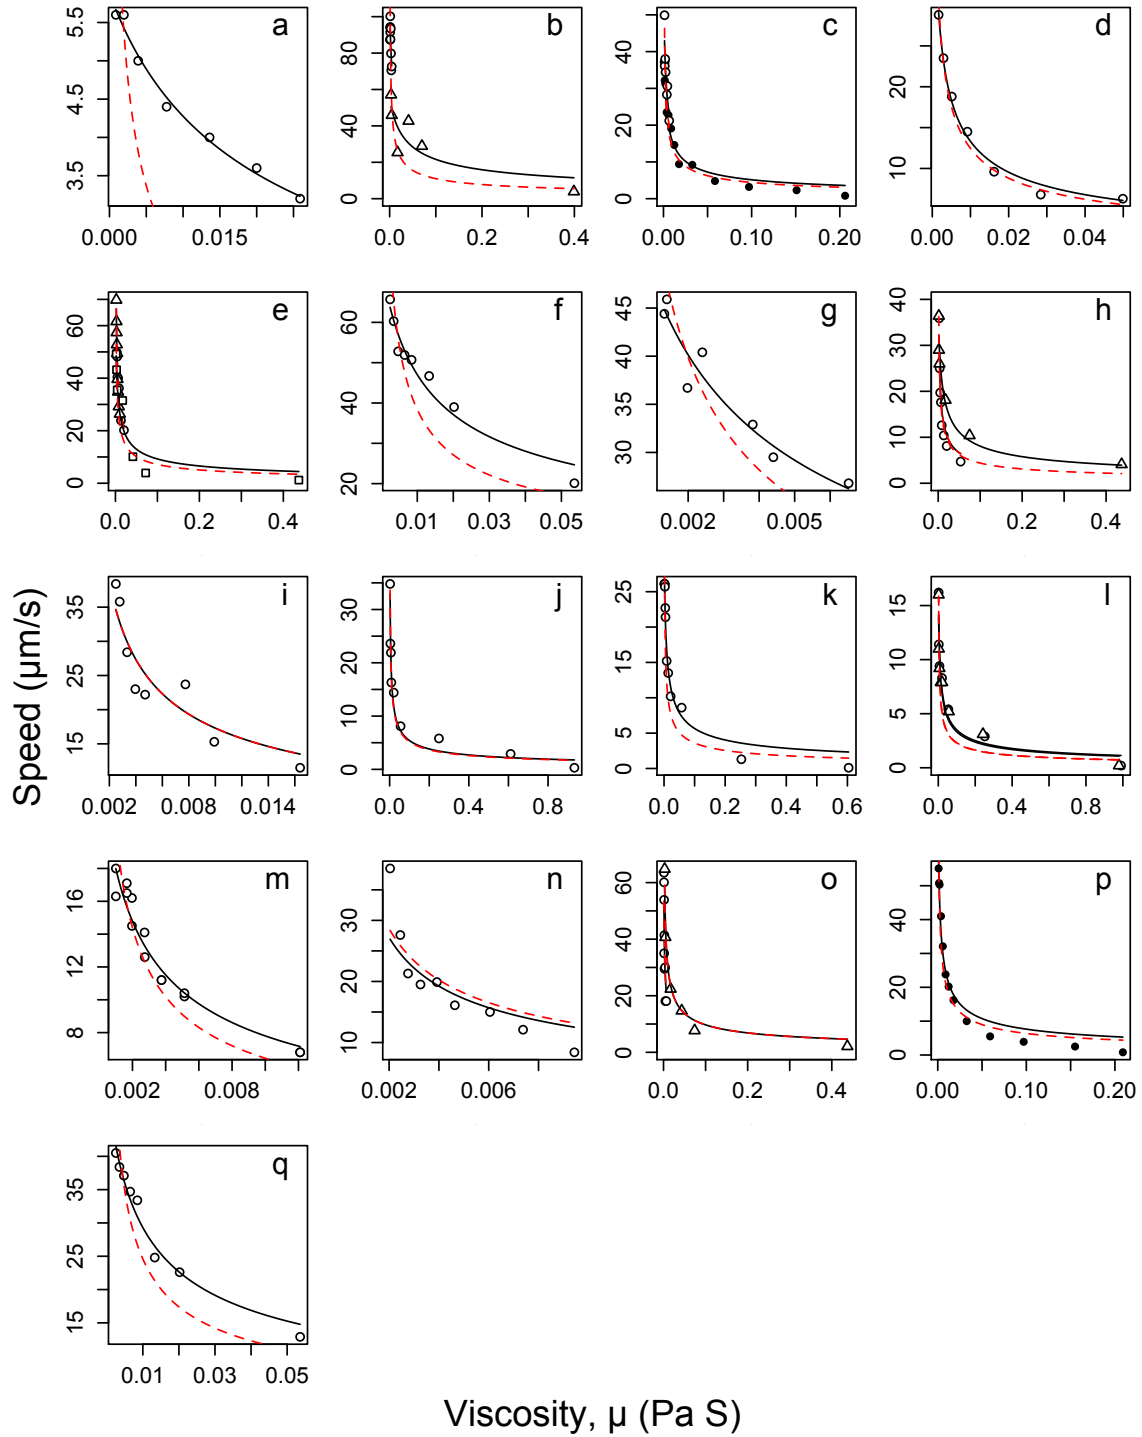 a
5.5
4.5
3.5
0.000 0.015
b
80
40
0
0.0 0.2 0.4
c
40
20
0
0.00 0.10 0.20
d
20
10
0.00 0.02 0.04
e
60
40
20
0
0.0 0.2 0.4
f
60
40
20
0.01 0.03 0.05
g
45
40
35
30
0.002 0.005
h
40
30
20
10
0
0.0 0.2 0.4
i
35
25
15
0.002 0.008 0.014
j
30
20
10
0
0.0 0.4 0.8
k
25
15
5
0
0.0 0.2 0.4 0.6
l
15
10
5
0
0.0 0.4 0.8
m
16
12
8
0.002 0.008
n
30
20
10
0.002 0.006
o
60
40
20
0
0.0 0.2 0.4
p
40
20
0
0.00 0.10 0.20
q
35
25
15
0.01 0.03 0.05
Speed (μm/s)
Viscosity, μ (Pa S)